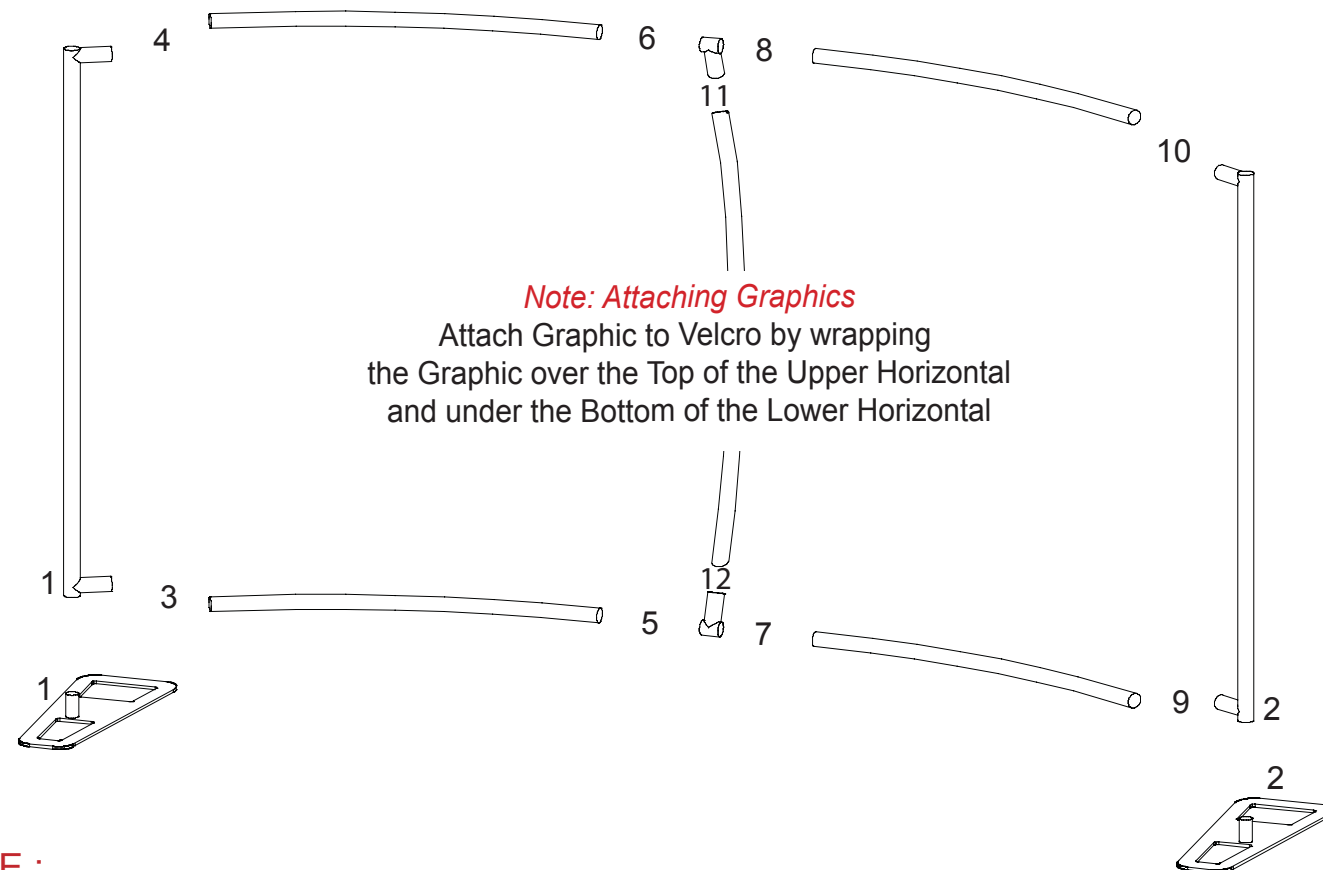 4
6
8
11
10
Note: Attaching Graphics
Attach Graphic to Velcro by wrapping
the Graphic over the Top of the Upper Horizontal
and under the Bottom of the Lower Horizontal
1
3
12
5
7
1
9
2
2
E :